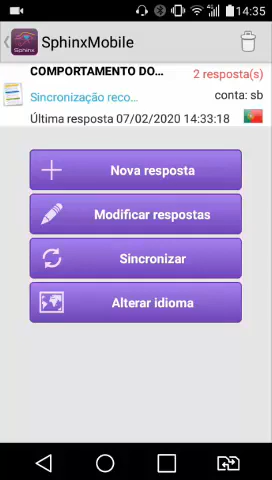 14:35
Sphinx
SphinxMobile
COMPORTAMENTO DO...
2 resposta(s)
Sincronização reco...
conta: sb
Última resposta 07/02/2020 14:33:18
Nova resposta
Modificar respostas
Sincronizar
Alterar idioma